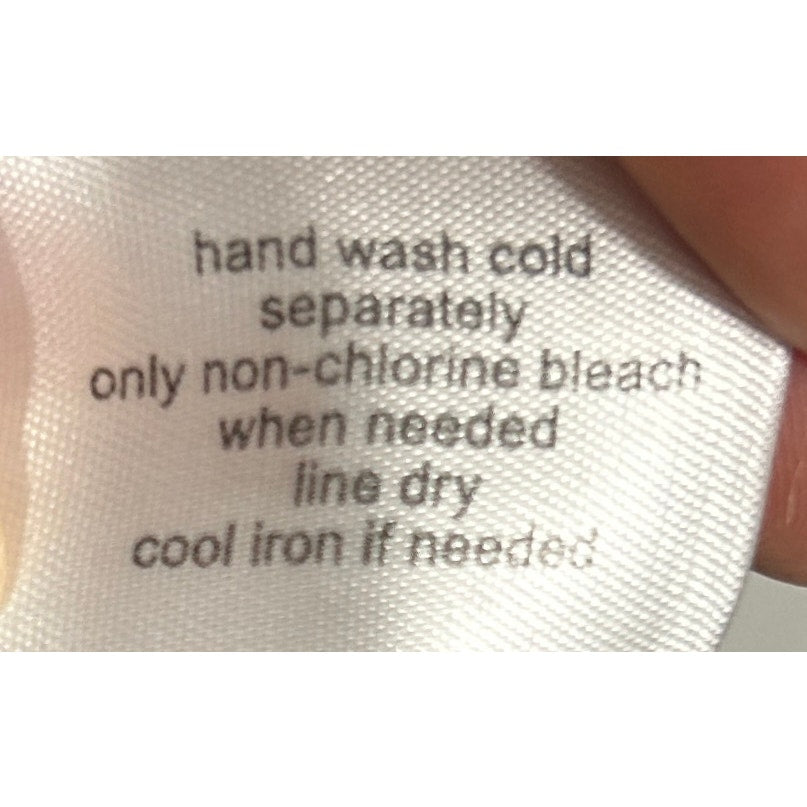 hand wash cold
separately
only non-chlorine bleach
when needed
line dry
cool iron if needed